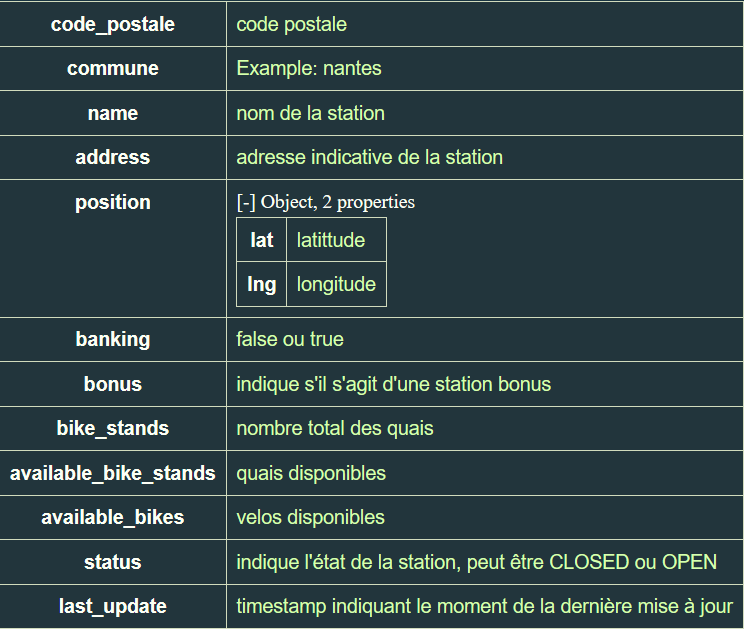 code_postale code postale
commune Example: nantes
name nom de la station
address adresse indicative de la station
position [-] Object, 2 properties
lat latittude
lng longitude
banking false ou true
bonus indique s'il s'agit d'une station bonus
bike_stands nombre total des quais
available_bike_stands quais disponibles
available_bikes velos disponibles
status indique l'état de la station, peut être CLOSED ou OPEN
last_update timestamp indiquant le moment de la dernière mise à jour